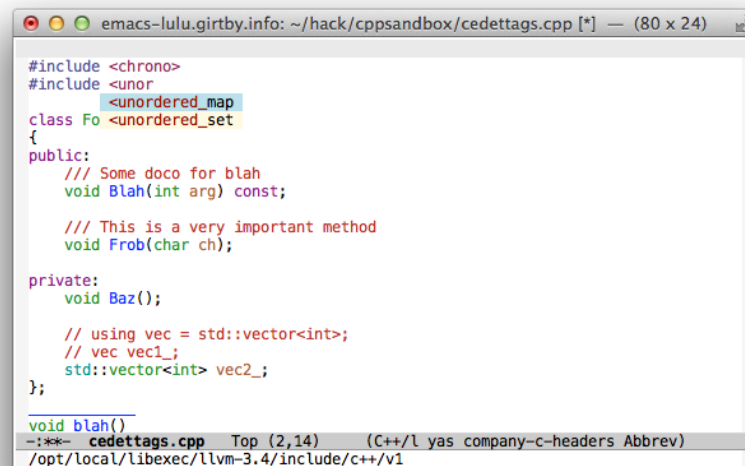 emacs-lulu.girtby.info: ~/hack/cppsandbox/cedettags.cpp [*] — (80 x 24)
#include <chrono>
#include <unor
<unordered_map
class Fo <unordered_set
{
public:
    /// Some doco for blah
    void Blah(int arg) const;
    /// This is a very important method
    void Frob(char ch);
private:
    void Baz();
    // using vec = std::vector<int>;
    // vec vec1_;
    std::vector<int> vec2_;
};
void blah()
-:**-  cedettags.cpp   Top (2,14)     (C++/l yas company-c-headers Abbrev)
/opt/local/libexec/llvm-3.4/include/c++/v1